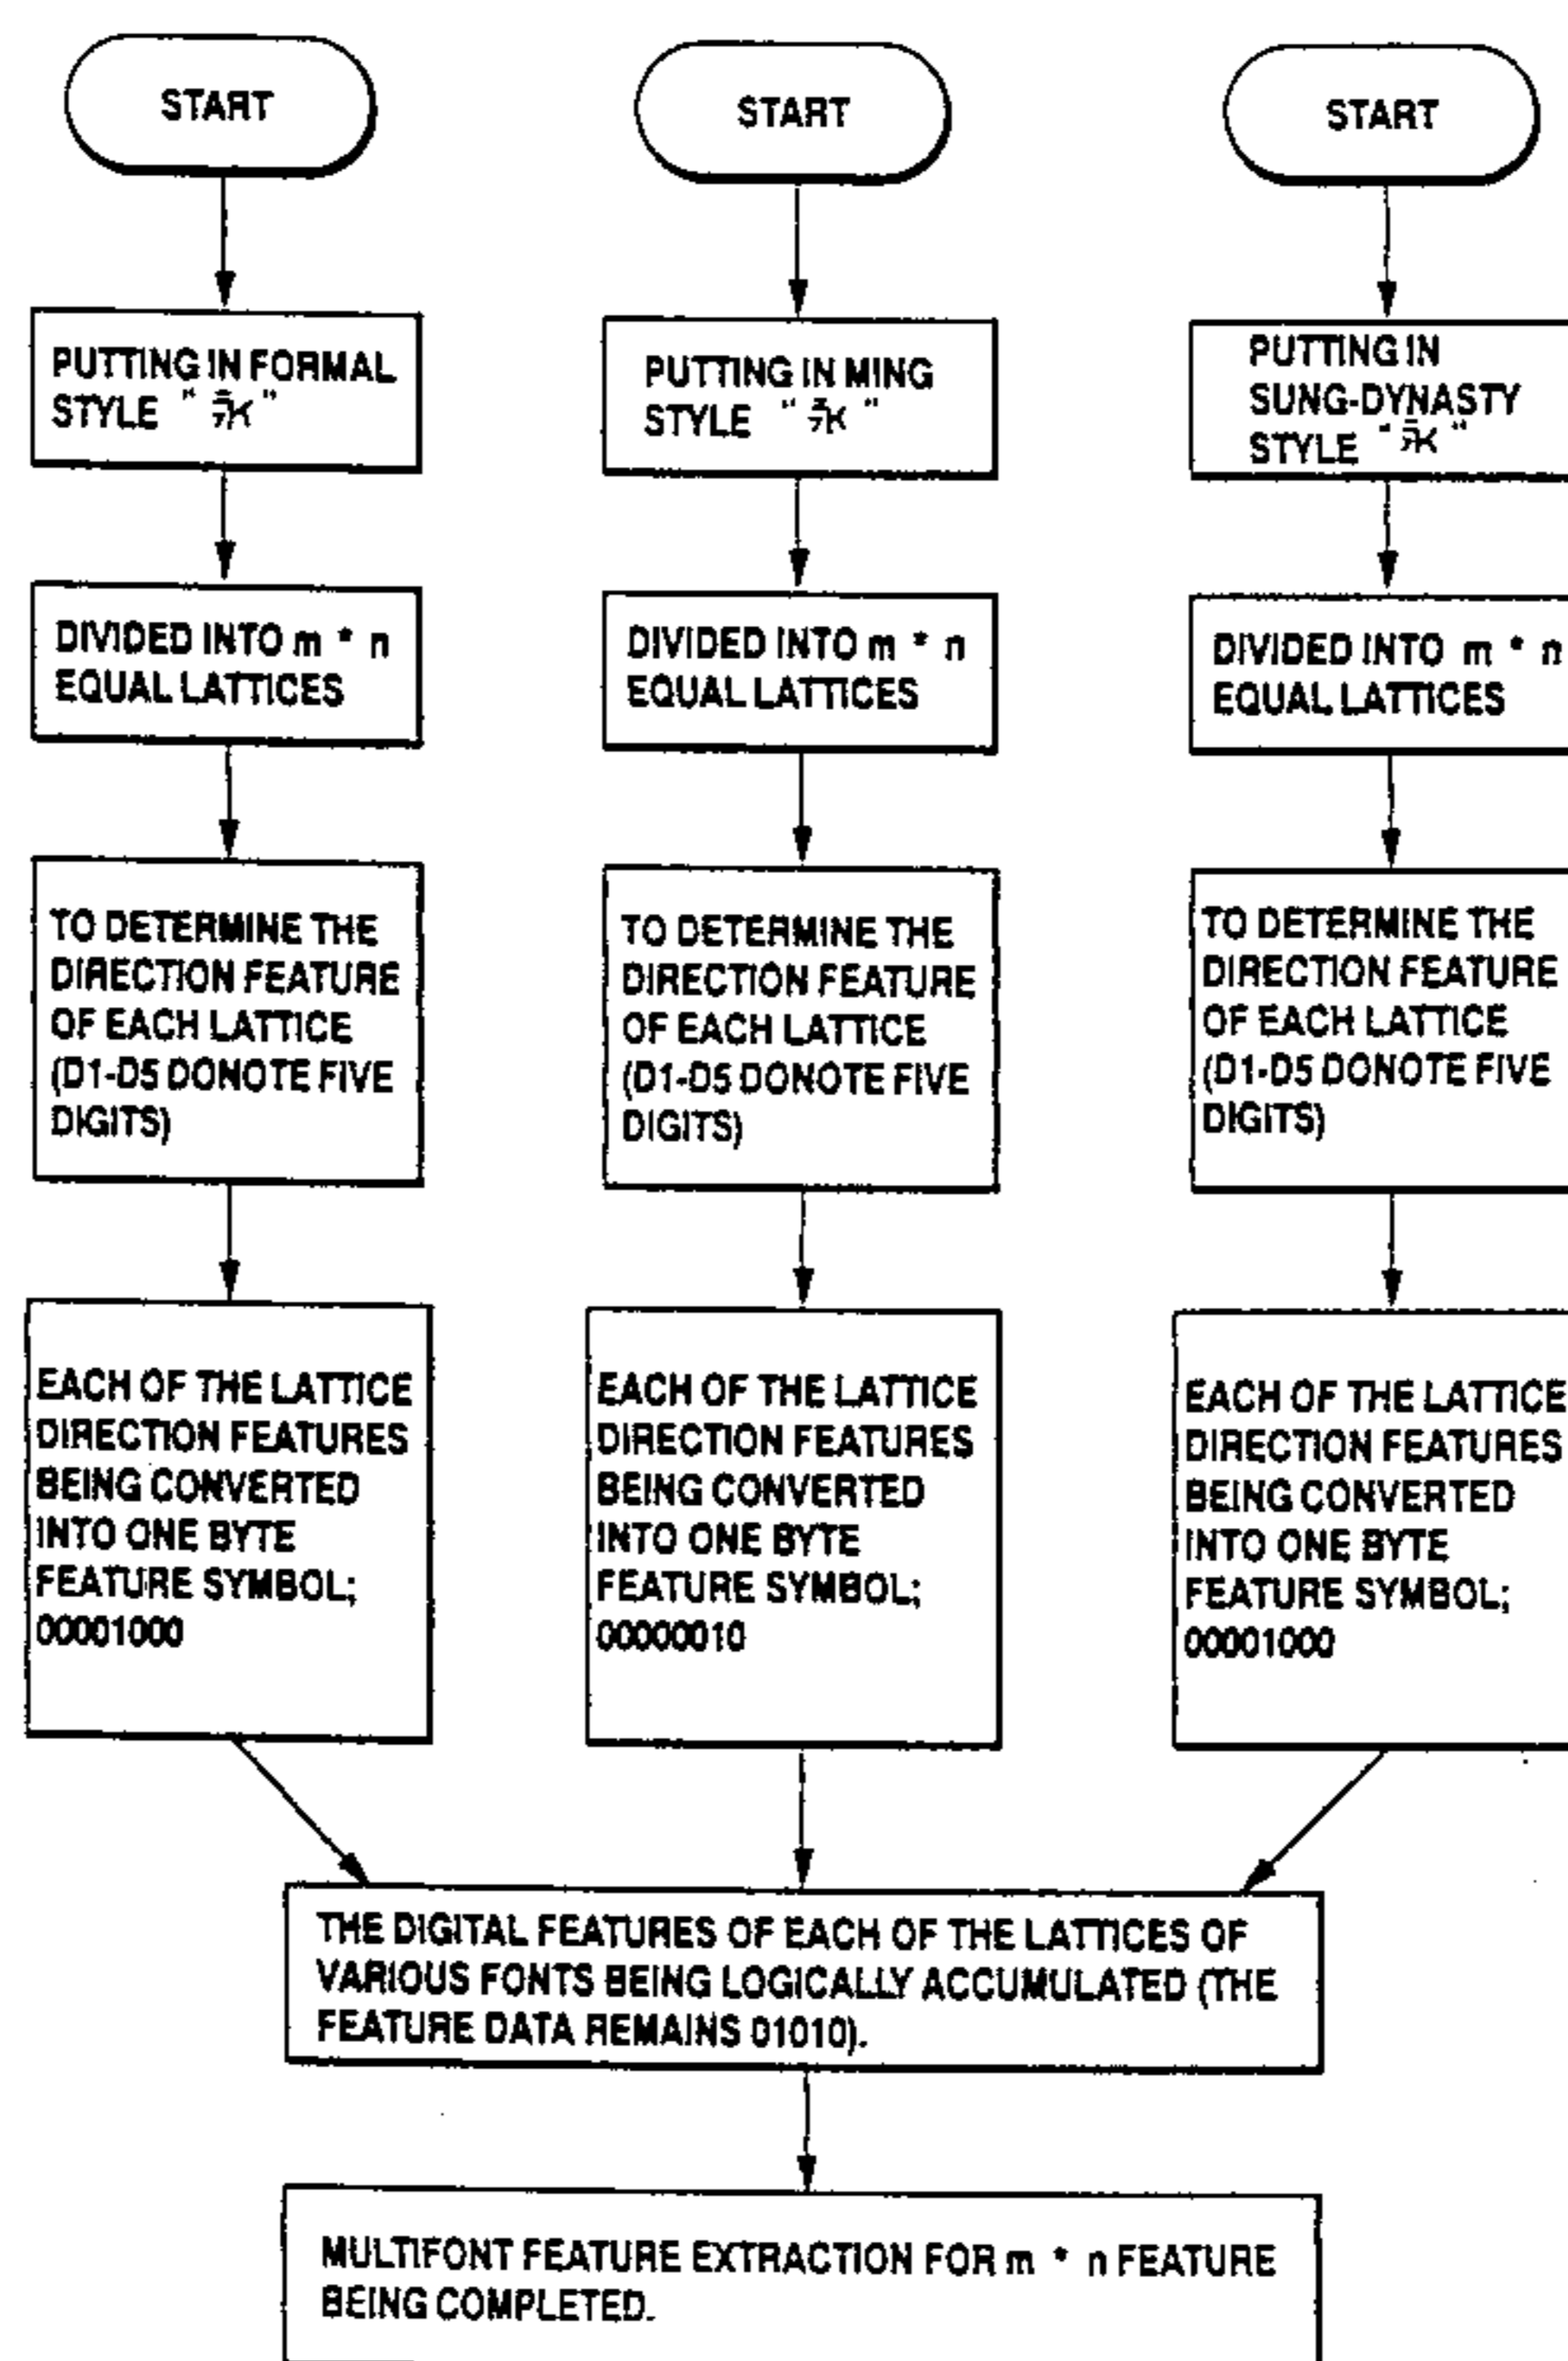 START
PUTTING IN FORMAL
STYLE " "
DIVIDED INTO m * n
EQUAL LATTICES
TO DETERMINE THE
DIRECTION FEATURE
OF EACH LATTICE
(D1-D5 DONOTE FIVE
DIGITS)
EACH OF THE LATTICE
DIRECTION FEATURES
BEING CONVERTED
INTO ONE BYTE
FEATURE SYMBOL;
00001000
START
PUTTING IN MING
STYLE " "
DIVIDED INTO m * n
EQUAL LATTICES
TO DETERMINE THE
DIRECTION FEATURE
OF EACH LATTICE
(D1-D5 DONOTE FIVE
DIGITS)
EACH OF THE LATTICE
DIRECTION FEATURES
BEING CONVERTED
INTO ONE BYTE
FEATURE SYMBOL;
00000010
START
PUTTING IN
SUNG-DYNASTY
STYLE " "
DIVIDED INTO m * n
EQUAL LATTICES
TO DETERMINE THE
DIRECTION FEATURE
OF EACH LATTICE
(D1-D5 DONOTE FIVE
DIGITS)
EACH OF THE LATTICE
DIRECTION FEATURES
BEING CONVERTED
INTO ONE BYTE
FEATURE SYMBOL;
00001000
THE DIGITAL FEATURES OF EACH OF THE LATTICES OF
VARIOUS FONTS BEING LOGICALLY ACCUMULATED (THE
FEATURE DATA REMAINS 01010).
MULTIFONT FEATURE EXTRACTION FOR m * n FEATURE
BEING COMPLETED.